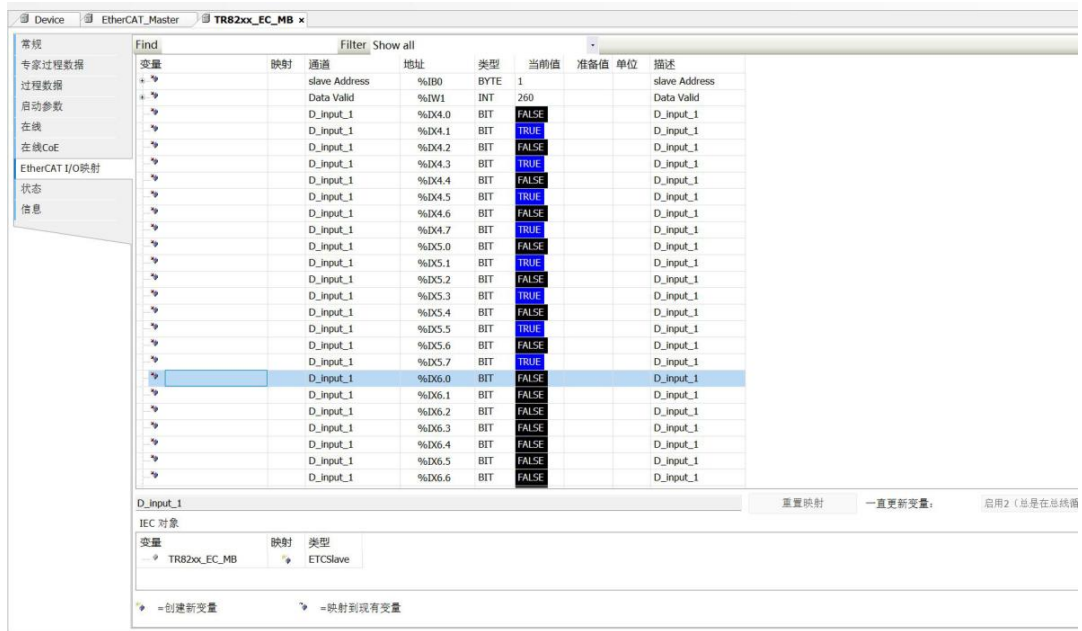 Device EtherCAT_Master TR82xx_EC_MB ×
常规
专家过程数据
过程数据
启动参数
在线
在线CoE
EtherCAT I/O映射
状态
信息
Find Filter Show all
变量 映射 通道 地址 类型 当前值 准备值 单位 描述
slave Address %IB0 BYTE 1 slave Address
Data Valid %IW1 INT 260 Data Valid
D_input_1 %IX4.0 BIT FALSE D_input_1
D_input_1 %IX4.1 BIT TRUE D_input_1
D_input_1 %IX4.2 BIT FALSE D_input_1
D_input_1 %IX4.3 BIT TRUE D_input_1
D_input_1 %IX4.4 BIT FALSE D_input_1
D_input_1 %IX4.5 BIT TRUE D_input_1
D_input_1 %IX4.6 BIT FALSE D_input_1
D_input_1 %IX4.7 BIT TRUE D_input_1
D_input_1 %IX5.0 BIT FALSE D_input_1
D_input_1 %IX5.1 BIT TRUE D_input_1
D_input_1 %IX5.2 BIT FALSE D_input_1
D_input_1 %IX5.3 BIT TRUE D_input_1
D_input_1 %IX5.4 BIT FALSE D_input_1
D_input_1 %IX5.5 BIT TRUE D_input_1
D_input_1 %IX5.6 BIT FALSE D_input_1
D_input_1 %IX5.7 BIT TRUE D_input_1
D_input_1 %IX6.0 BIT FALSE D_input_1
D_input_1 %IX6.1 BIT FALSE D_input_1
D_input_1 %IX6.2 BIT FALSE D_input_1
D_input_1 %IX6.3 BIT FALSE D_input_1
D_input_1 %IX6.4 BIT FALSE D_input_1
D_input_1 %IX6.5 BIT FALSE D_input_1
D_input_1 %IX6.6 BIT FALSE D_input_1
D_input_1 重置映射 一直更新变量: 启用2（总是在总线循
IEC 对象
变量 映射 类型
TR82xx_EC_MB ETCSlave
=创建新变量 =映射到现有变量